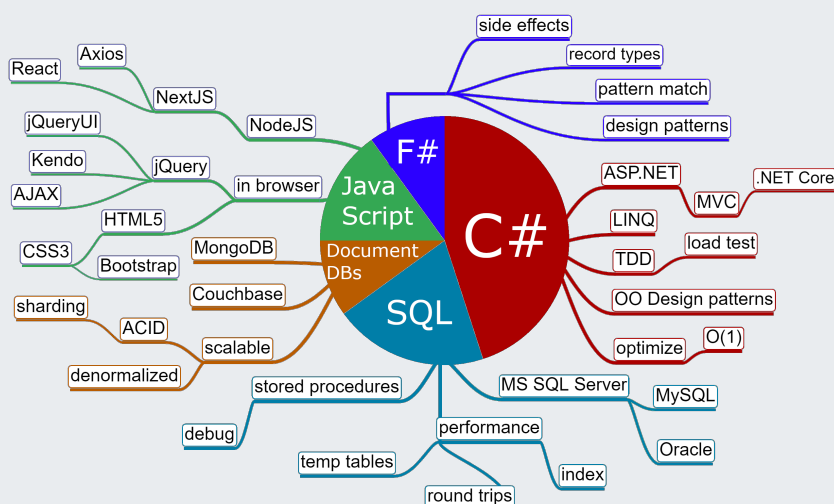 side effects
Axios
record types
React
pattern match
NextJS
jQueryUI
NodeJS
design patterns
F#
Kendo
jQuery
ASP.NET
.NET Core
AJAX
in browser
Java
Script
MVC
HTML5
LINQ
C#
CSS3
MongoDB
Document
DBs
load test
Bootstrap
TDD
Couchbase
OO Design patterns
sharding
ACID
SQL
O(1)
scalable
optimize
denormalized
stored procedures
MS SQL Server
MySQL
debug
performance
Oracle
temp tables
index
round trips